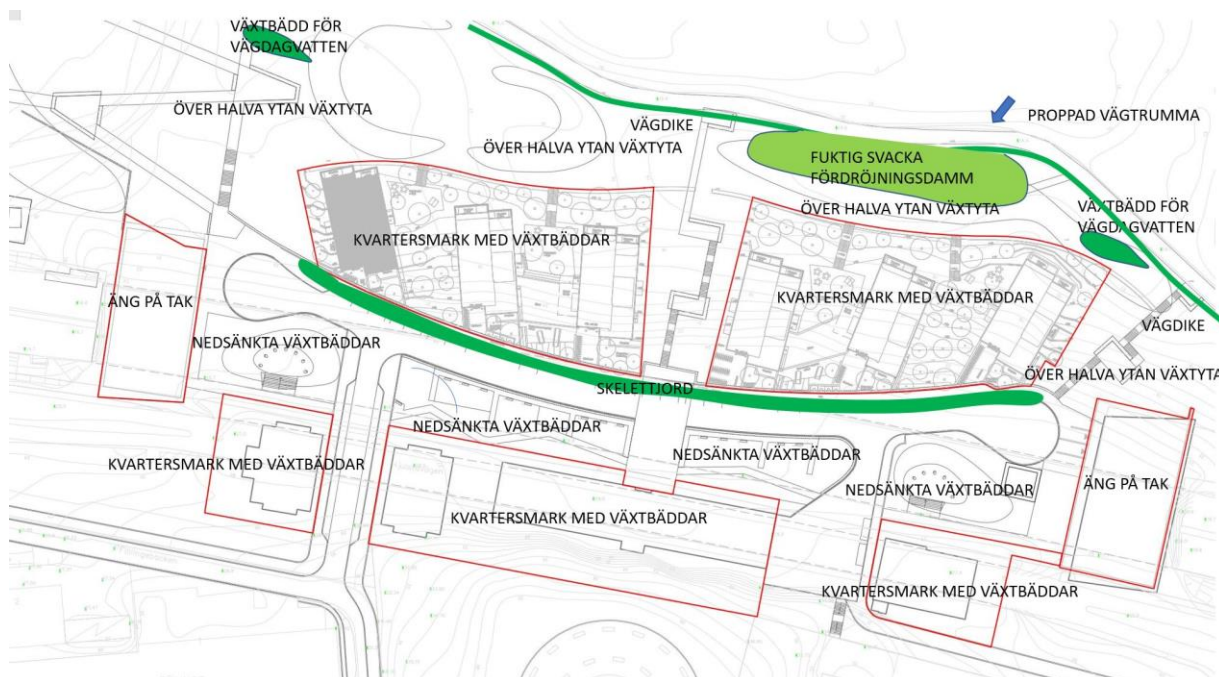 VÄXTBÄDD FÖR
VÄGDAGVATTEN
ÖVER HALVA YTAN VÄXTYTA
VÄGDIKE
ÖVER HALVA YTAN VÄXTYTA
PROPPAD VÄGTRUMMA
FUKTIG SVACKA
FÖRDRÖJNINGSDAMM
ÖVER HALVA YTAN VÄXTYTA
VÄXTBÄDD FÖR
VÄGDAGVATTEN
KVARTERSMARK MED VÄXTBÄDDAR
KVARTERSMARK MED VÄXTBÄDDAR
ÄNG PÅ TAK
VÄGDIKE
NEDSÄNKTA VÄXTBÄDDAR
ÖVER HALVA YTAN VÄXTYTA
SKELETTJORD
NEDSÄNKTA VÄXTBÄDDAR
NEDSÄNKTA VÄXTBÄDDAR
KVARTERSMARK MED VÄXTBÄDDAR
ÄNG PÅ TAK
NEDSÄNKTA VÄXTBÄDDAR
KVARTERSMARK MED VÄXTBÄDDAR
KVARTERSMARK MED VÄXTBÄDDAR